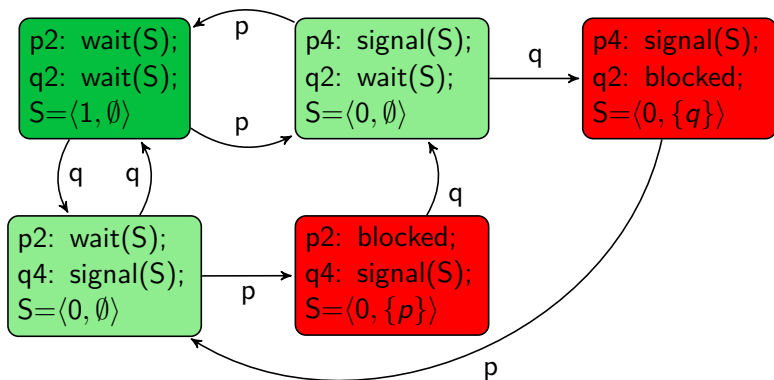 p2: wait(S);
q2: wait(S);
S=⟨1,∅⟩
p
p
p4: signal(S);
q2: wait(S);
S=⟨0,∅⟩
q
p4: signal(S);
q2: blocked;
S=⟨0,{q}⟩
q
q
q
p2: wait(S);
q4: signal(S);
S=⟨0,∅⟩
p
p2: blocked;
q4: signal(S);
S=⟨0,{p}⟩
p